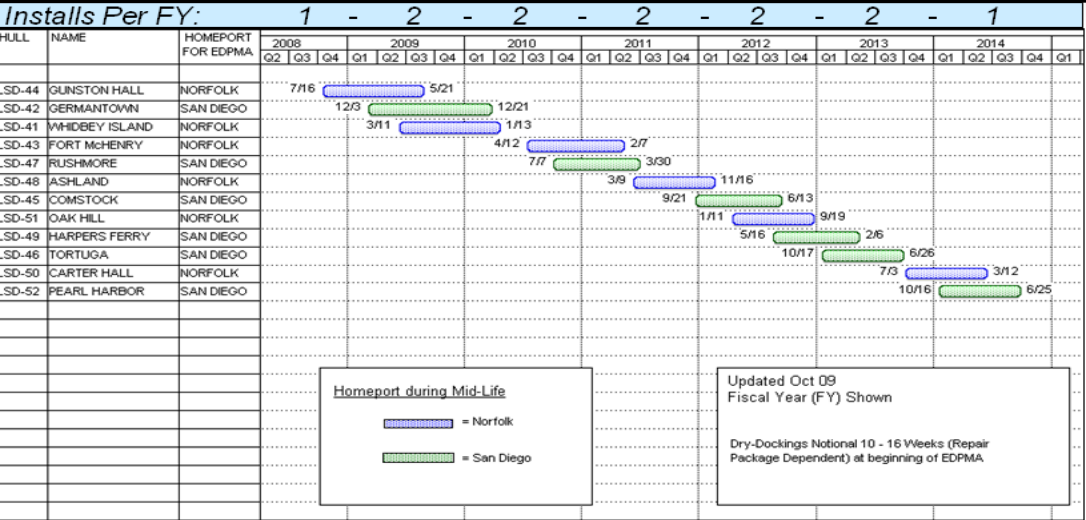 Installs Per FY: 1 - 2 - 2 - 2 - 2 - 2 - 1
HULL NAME HOMEPORT FOR EDPMA
2008 2009 2010 2011 2012 2013 2014
Q2 Q3 Q4 Q1 Q2 Q3 Q4 Q1 Q2 Q3 Q4 Q1 Q2 Q3 Q4 Q1 Q2 Q3 Q4 Q1 Q2 Q3 Q4 Q1 Q2 Q3 Q4 Q1
LSD-44 GUNSTON HALL NORFOLK 7/16 5/21
LSD-42 GERMANTOWN SAN DIEGO 12/3 12/21
LSD-41 WHIDBEY ISLAND NORFOLK 3/11 1/13
LSD-43 FORT McHENRY NORFOLK 4/12 2/7
LSD-47 RUSHMORE SAN DIEGO 7/7 3/30
LSD-48 ASHLAND NORFOLK 3/9 11/16
LSD-45 COMSTOCK SAN DIEGO 9/21 6/13
LSD-51 OAK HILL NORFOLK 1/11 9/19
LSD-49 HARPERS FERRY SAN DIEGO 5/16 2/6
LSD-46 TORTUGA SAN DIEGO 10/17 6/26
LSD-50 CARTER HALL NORFOLK 7/3 3/12
LSD-52 PEARL HARBOR SAN DIEGO 10/16 6/25
Homeport during Mid-Life
= Norfolk
= San Diego
Updated Oct 09
Fiscal Year (FY) Shown
Dry-Dockings Notional 10 - 16 Weeks (Repair
Package Dependent) at beginning of EDPMA